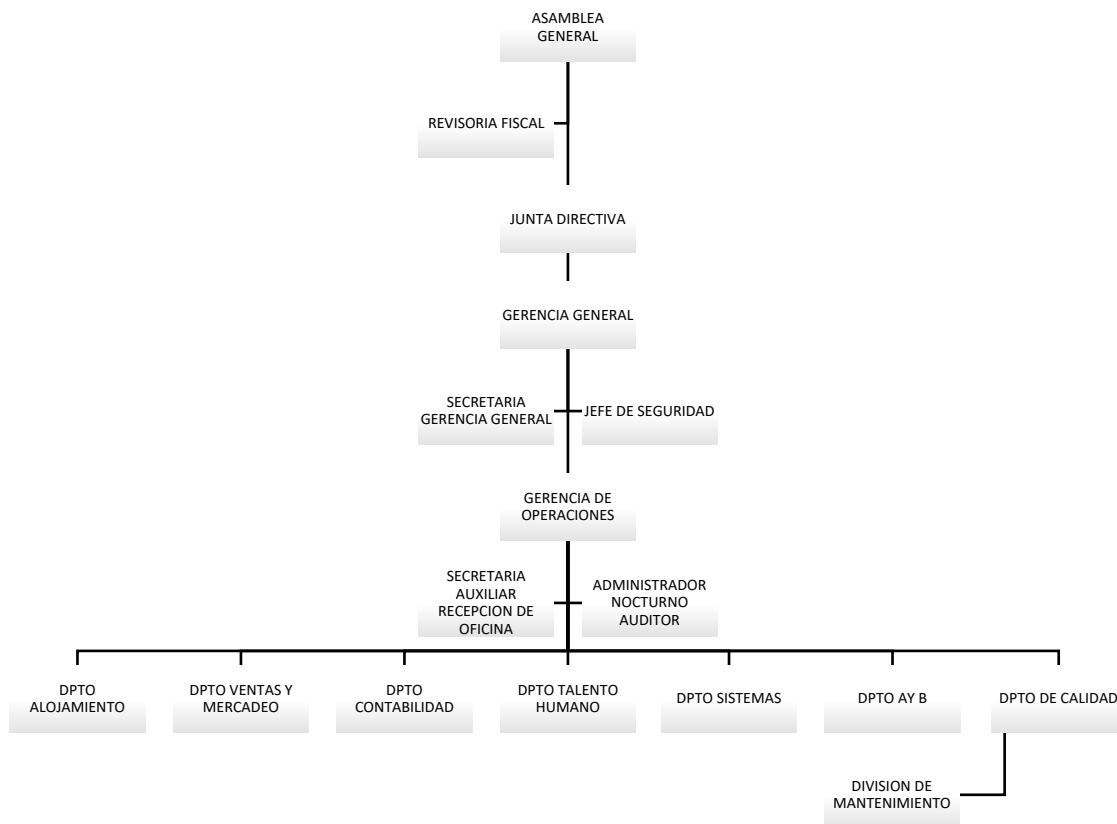 ASAMBLEA
GENERAL
REVISORIA FISCAL
JUNTA DIRECTIVA
GERENCIA GENERAL
SECRETARIA
GERENCIA GENERAL
JEFE DE SEGURIDAD
GERENCIA DE
OPERACIONES
SECRETARIA
AUXILIAR
RECEPCION DE
OFICINA
ADMINISTRADOR
NOCTURNO
AUDITOR
DPTO
ALOJAMIENTO
DPTO VENTAS Y
MERCADEO
DPTO
CONTABILIDAD
DPTO TALENTO
HUMANO
DPTO SISTEMAS
DPTO AY B
DPTO DE CALIDAD
DIVISION DE
MANTENIMIENTO